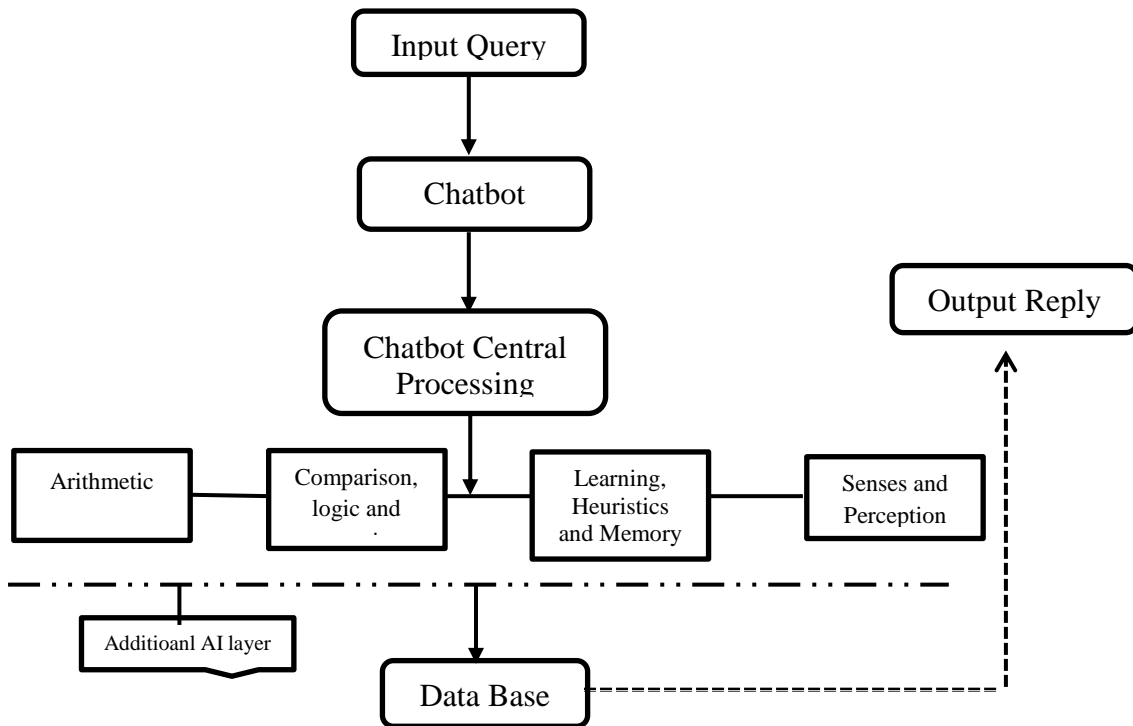 Input Query
Chatbot
Output Reply
Chatbot Central
Processing
Arithmetic
Comparison,
logic and
Learning,
Heuristics
and Memory
Senses and
Perception
Additioanl AI layer
Data Base